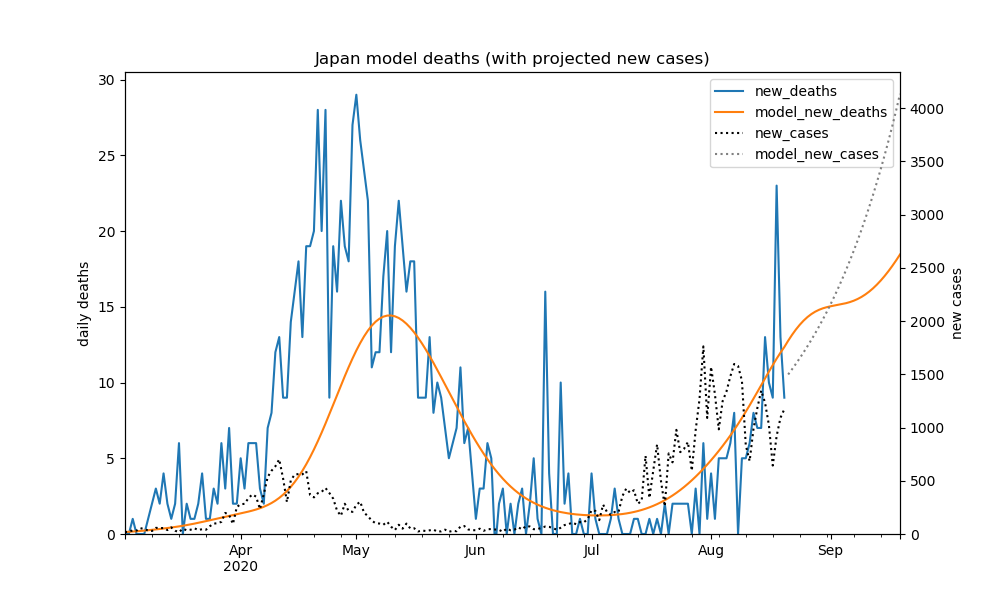 Japan model deaths (with projected new cases)
new_deaths
model_new_deaths
new_cases
model_new_cases
30
25
20
15
10
5
0
daily deaths
4000
3500
3000
2500
2000
1500
1000
500
0
new cases
Apr
2020
May
Jun
Jul
Aug
Sep